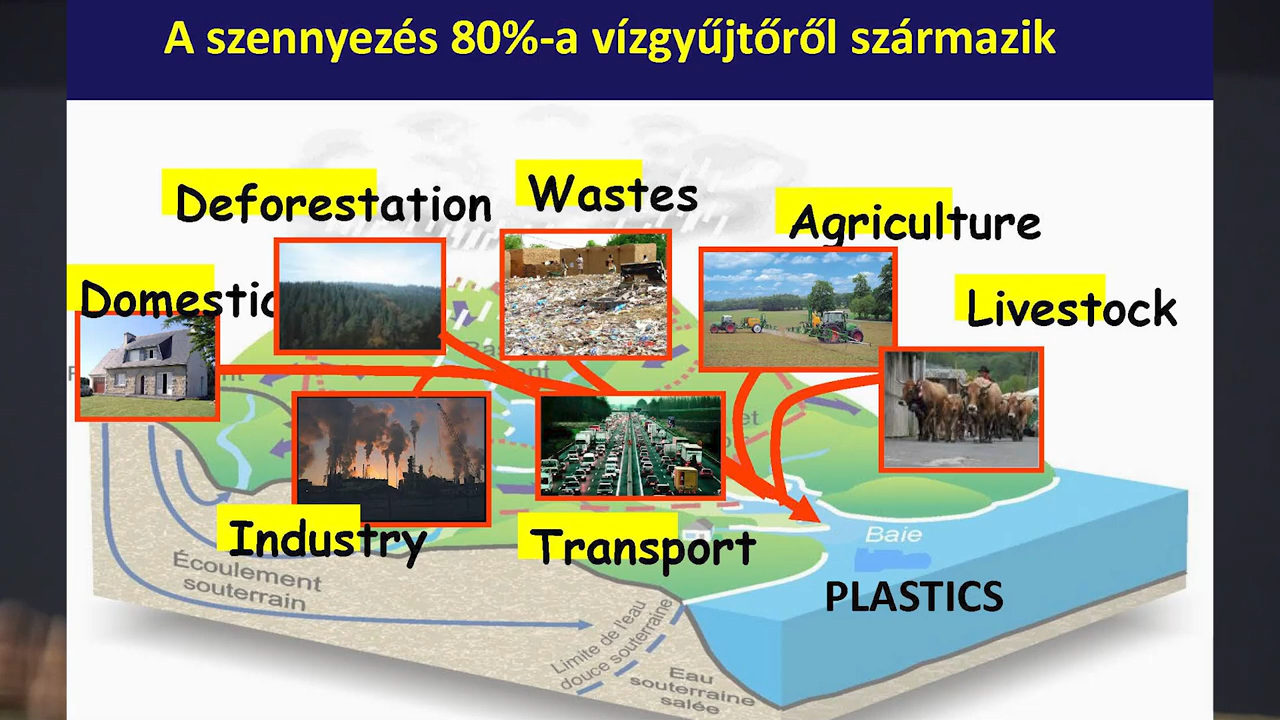 A szennyezés 80%-a vízgyűjtőről származik
Deforestation
Wastes
Agriculture
Domestic
Livestock
Industry
Transport
Baie
PLASTICS
Écoulement
souterrain
Limite de l'eau
douce souterraine
Eau
souterraine
salée